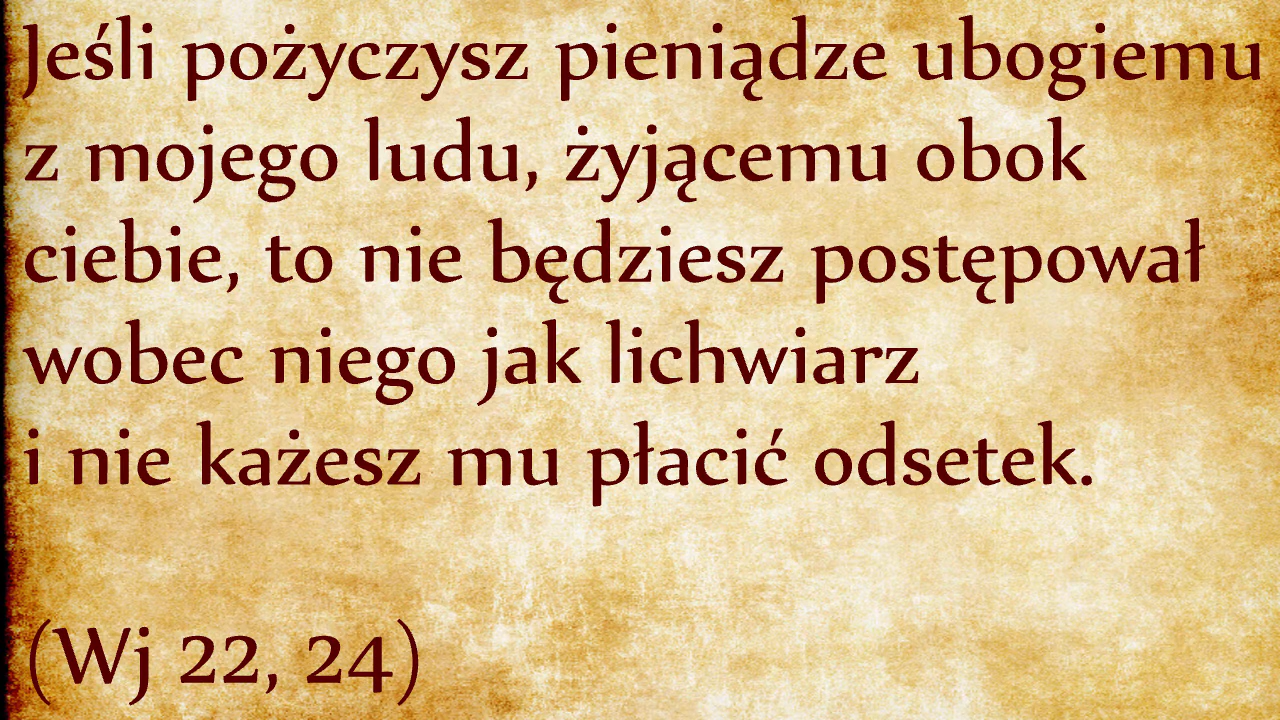 Jeśli pożyczysz pieniądze ubogiemu
z mojego ludu, żyjącemu obok
ciebie, to nie będziesz postępował
wobec niego jak lichwiarz
i nie każesz mu płacić odsetek.
(Wj 22, 24)